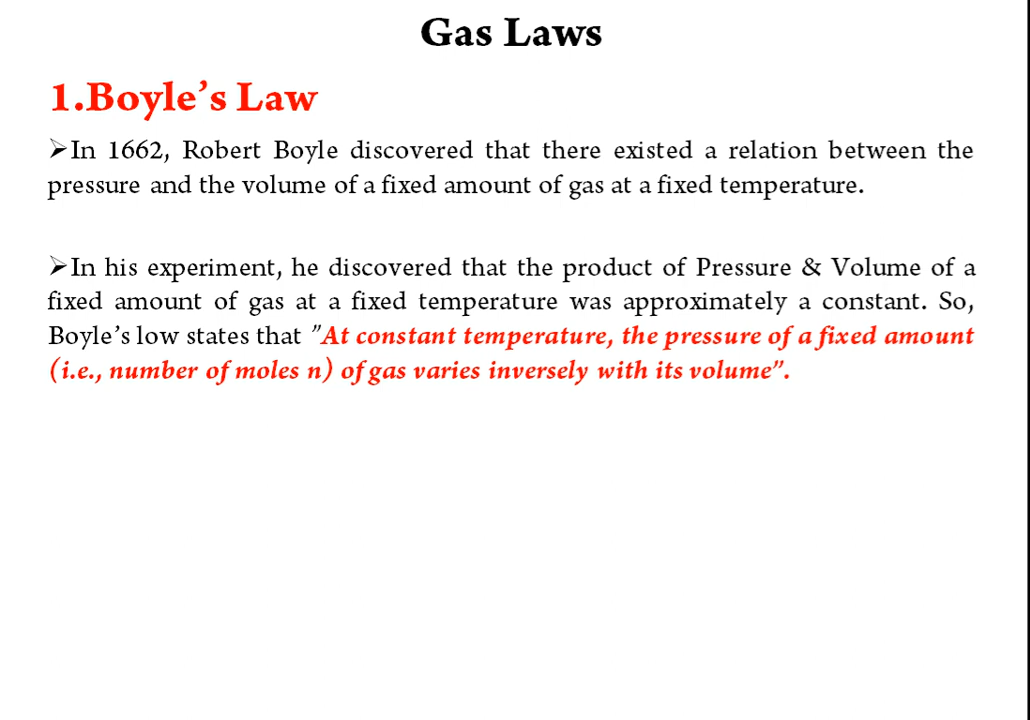 Gas Laws
1.Boyle’s Law
➢In 1662, Robert Boyle discovered that there existed a relation between the
pressure and the volume of a fixed amount of gas at a fixed temperature.
➢In his experiment, he discovered that the product of Pressure & Volume of a
fixed amount of gas at a fixed temperature was approximately a constant. So,
Boyle’s low states that ”At constant temperature, the pressure of a fixed amount
(i.e., number of moles n) of gas varies inversely with its volume”.